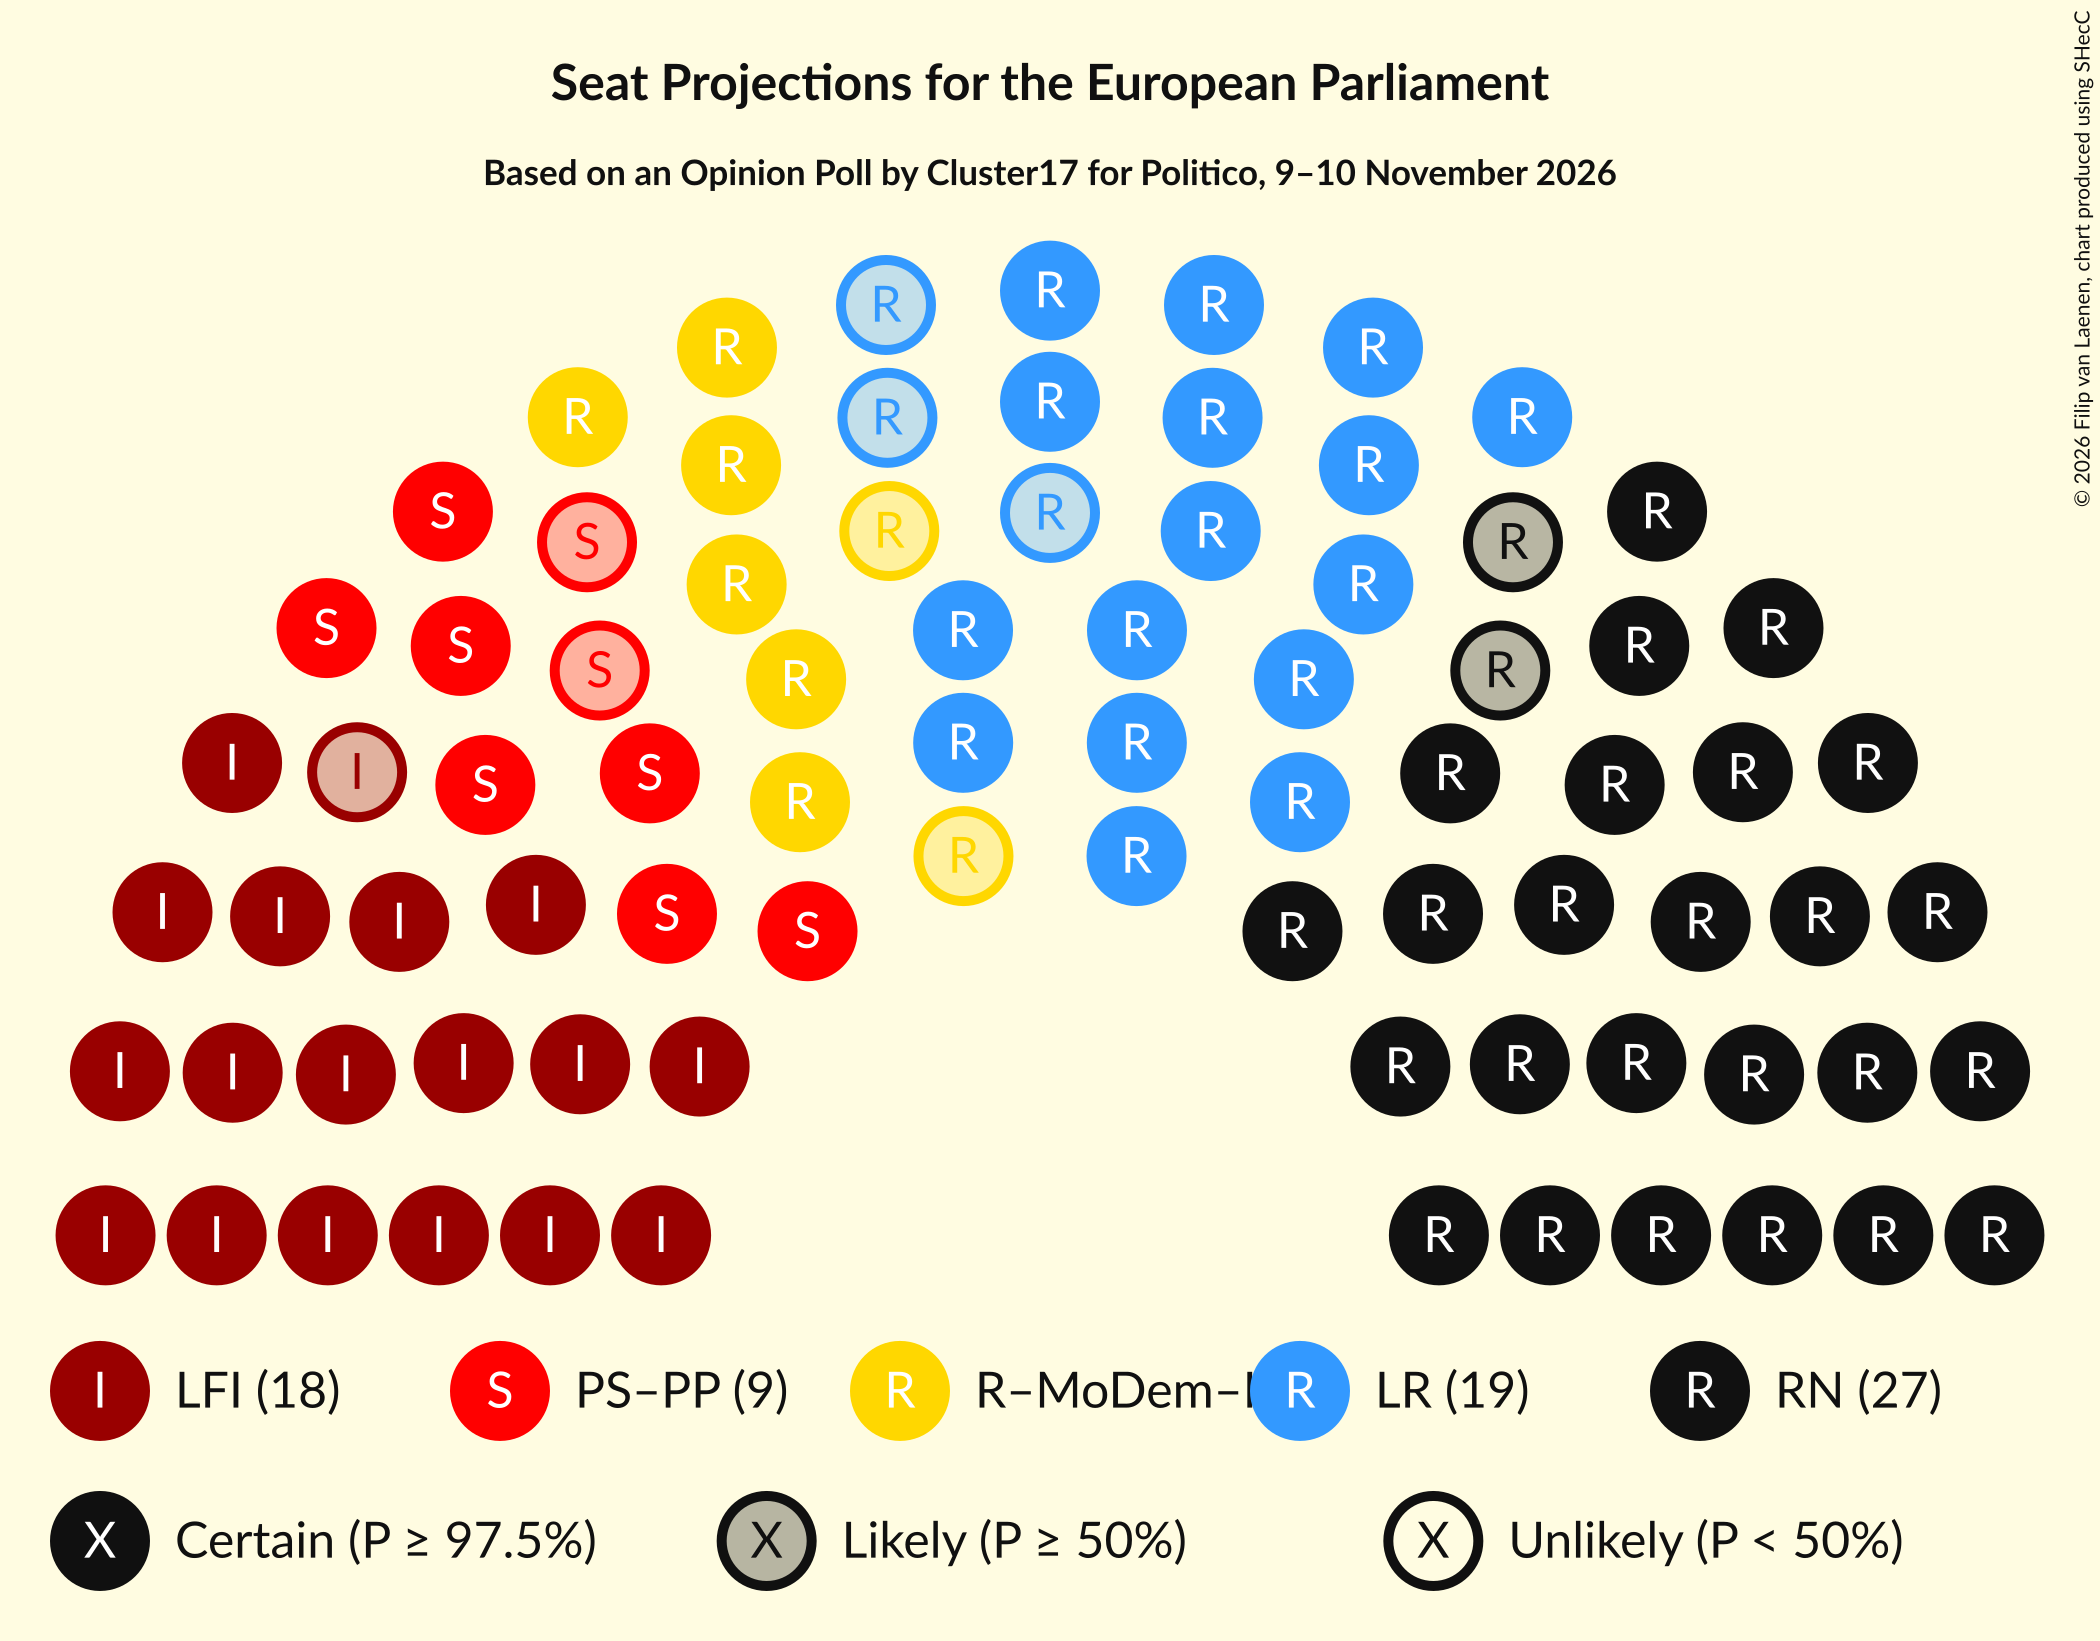 Seat Projections for the European Parliament
Based on an Opinion Poll by Cluster17 for Politico, 9–10 November 2026
© 2026 Filip van Laenen, chart produced using SHecC
R
R R
R R
R
R R R R
R R
S R R
R R
S R
R R
S R R R
S R
S R R R
R R
I I S S R R R R R R
R R
I I I I S S R R R R R R
I I I I I I R R R R R R
I I I I I I R R R R R R
I LFI (18) S PS–PP (9) R R–MoDem– R LR (19) R RN (27)
X Certain (P ≥ 97.5%) X Likely (P ≥ 50%) X Unlikely (P < 50%)